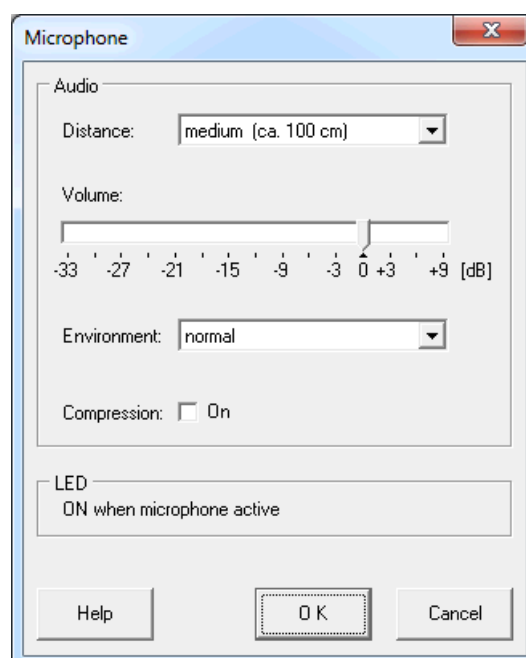 Microphone
Audio
Distance: medium (ca. 100 cm)
Volume:
-33 -27 -21 -15 -9 -3 0 +3 +9 [dB]
Environment: normal
Compression: On
LED
ON when microphone active
Help OK Cancel